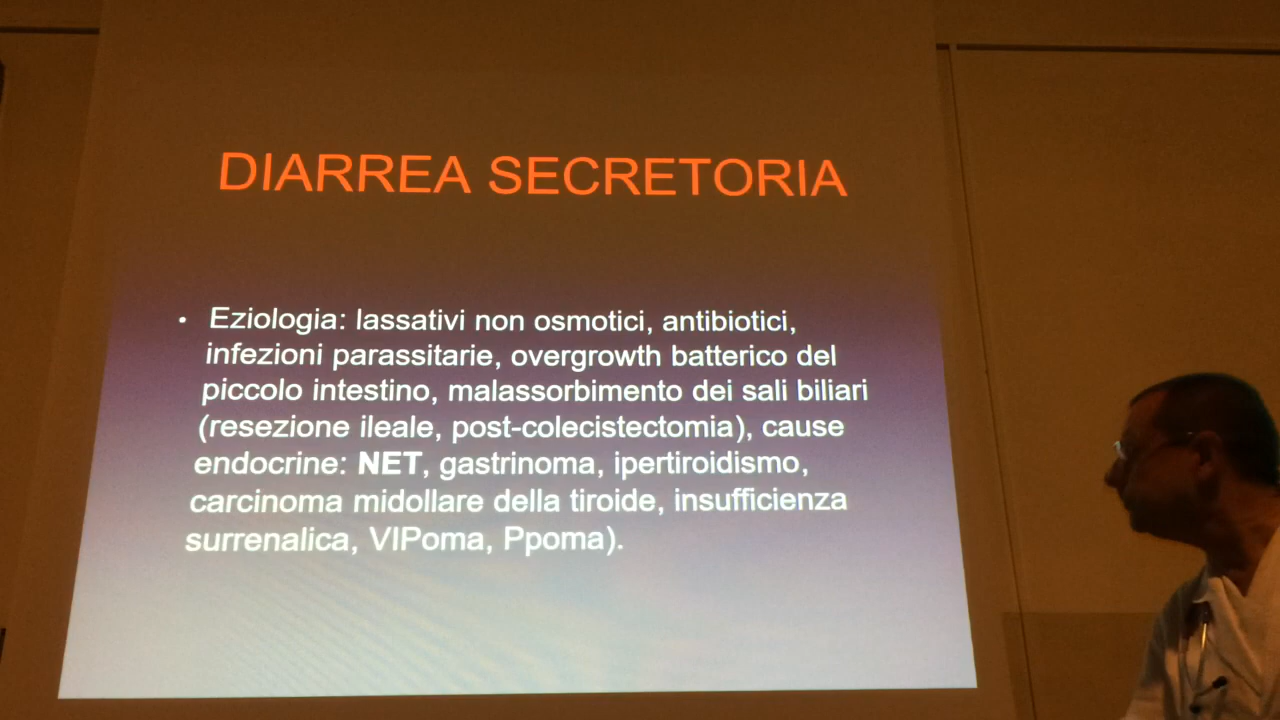 DIARREA SECRETORIA
• Eziologia: lassativi non osmotici, antibiotici,
infezioni parassitarie, overgrowth batterico del
piccolo intestino, malassorbimento dei sali biliari
(resezione ileale, post-colecistectomia), cause
endocrine: NET, gastrinoma, ipertiroidismo,
carcinoma midollare della tiroide, insufficienza
surrenalica, VIPoma, Ppoma).